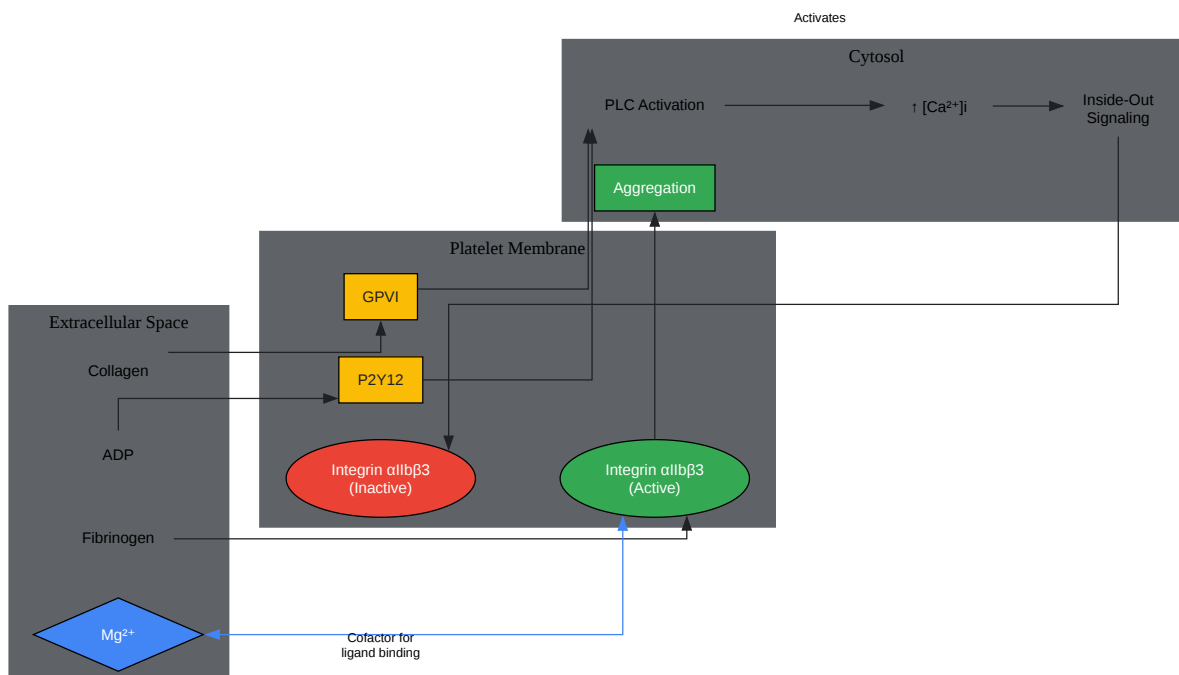 Activates
Cytosol
PLC Activation
↑ [Ca²⁺]i
Inside-Out
Signaling
Aggregation
Platelet Membrane
GPVI
Extracellular Space
Collagen
P2Y12
ADP
Integrin αIIbβ3
(Inactive)
Integrin αIIbβ3
(Active)
Fibrinogen
Mg²⁺
Cofactor for
ligand binding